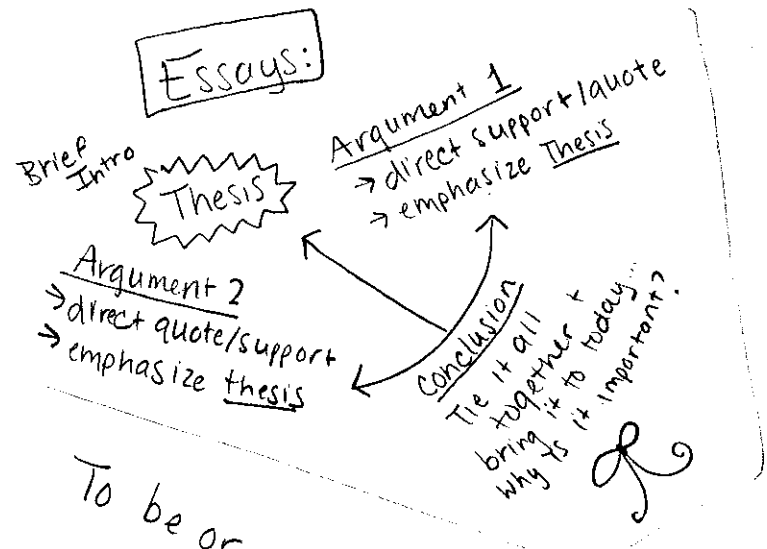 Essays:
Brief
Intro
Thesis
Argument 1
→ direct support/quote
→ emphasize Thesis
Argument 2
→ direct quote/support
→ emphasize thesis
Conclusion
Tie it all
together +
bring it to today...
Why is it important?
To be or